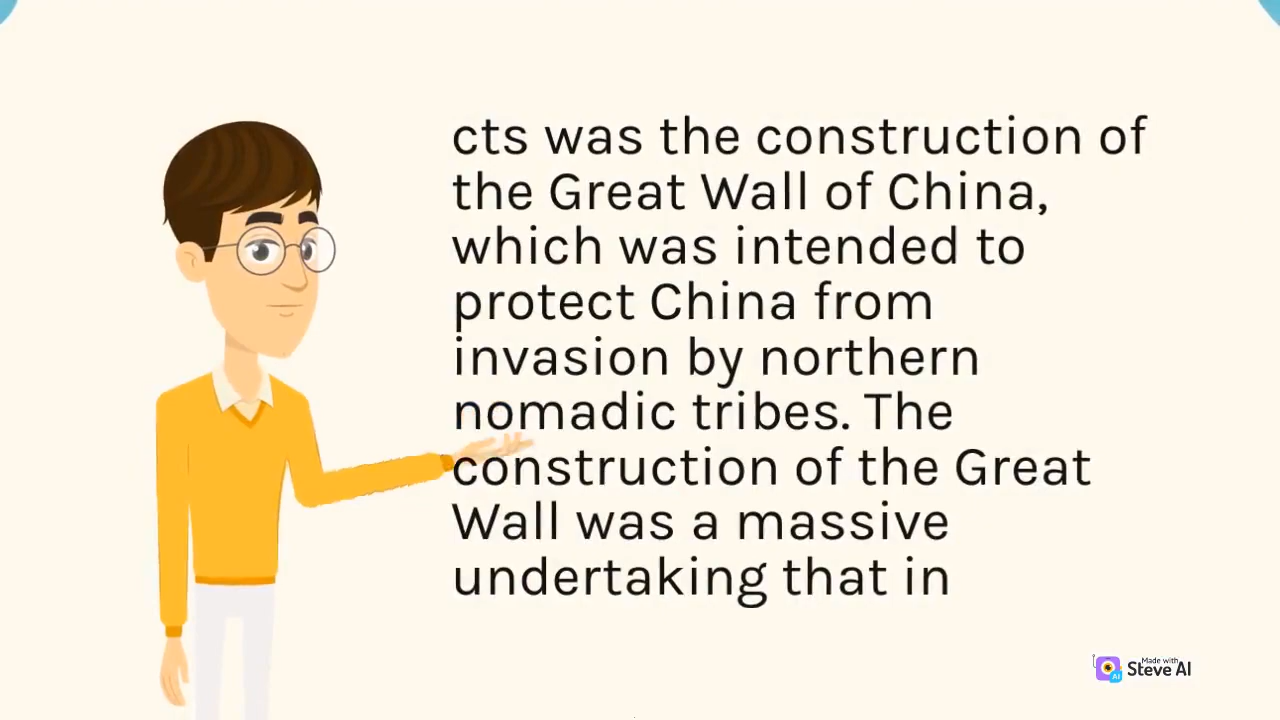 cts was the construction of
the Great Wall of China,
which was intended to
protect China from
invasion by northern
nomadic tribes. The
construction of the Great
Wall was a massive
undertaking that in
Made with
Steve AI
AI